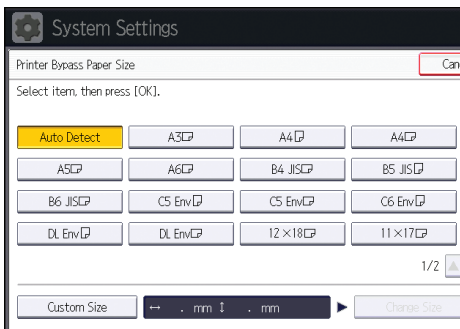 System Settings
Printer Bypass Paper Size
Select item, then press [OK].
Auto Detect A3 A4 A4
A5 A6 B4 JIS B5 JIS
B6 JIS C5 Env C5 Env C6 Env
DL Env DL Env 12×18 11×17
1/2
Custom Size ↔ . mm ↕ . mm ▶ Change Size